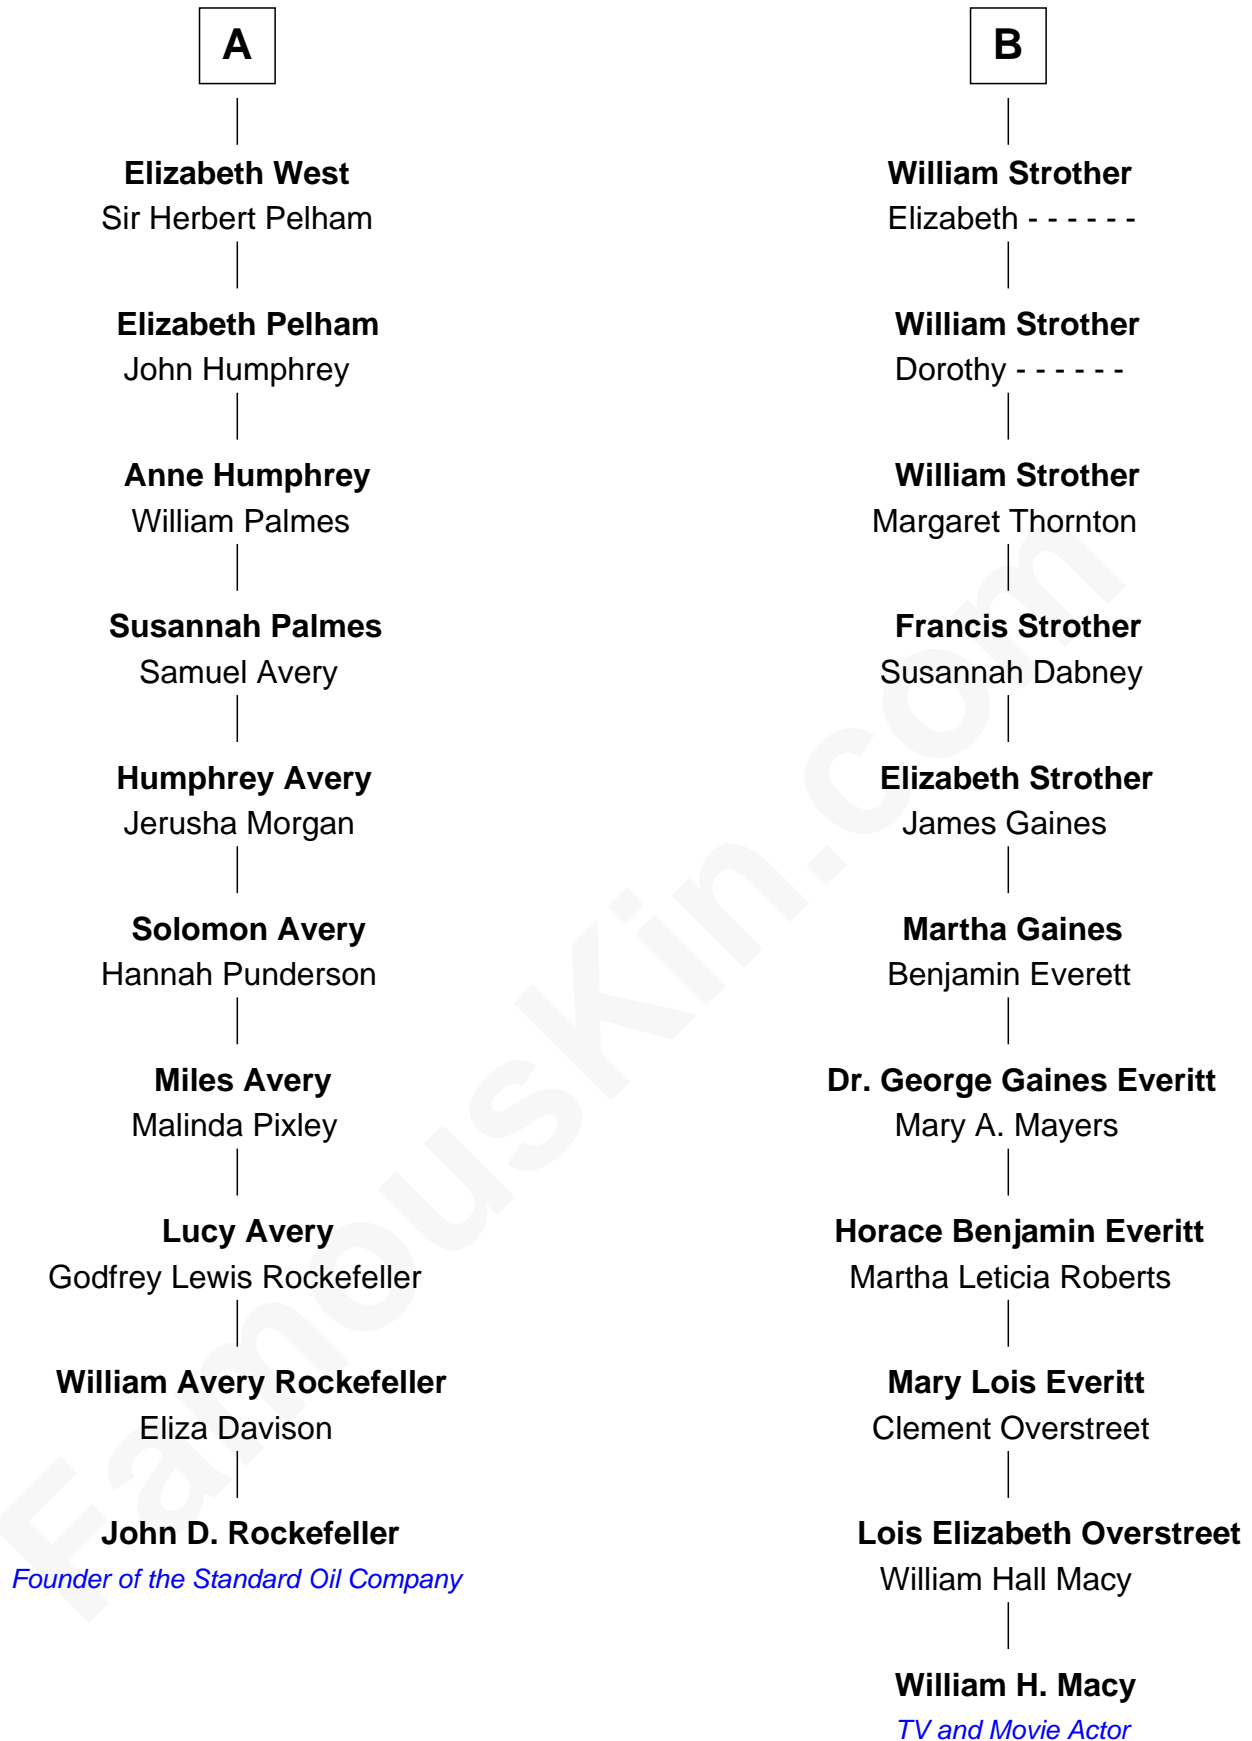 A
Elizabeth West
Sir Herbert Pelham
Elizabeth Pelham
John Humphrey
Anne Humphrey
William Palmes
Susannah Palmes
Samuel Avery
Humphrey Avery
Jerusha Morgan
Solomon Avery
Hannah Punderson
Miles Avery
Malinda Pixley
Lucy Avery
Godfrey Lewis Rockefeller
William Avery Rockefeller
Eliza Davison
John D. Rockefeller
Founder of the Standard Oil Company
B
William Strother
Elizabeth - - - - - -
William Strother
Dorothy - - - - - -
William Strother
Margaret Thornton
Francis Strother
Susannah Dabney
Elizabeth Strother
James Gaines
Martha Gaines
Benjamin Everett
Dr. George Gaines Everitt
Mary A. Mayers
Horace Benjamin Everitt
Martha Leticia Roberts
Mary Lois Everitt
Clement Overstreet
Lois Elizabeth Overstreet
William Hall Macy
William H. Macy
TV and Movie Actor
FamousKin.com